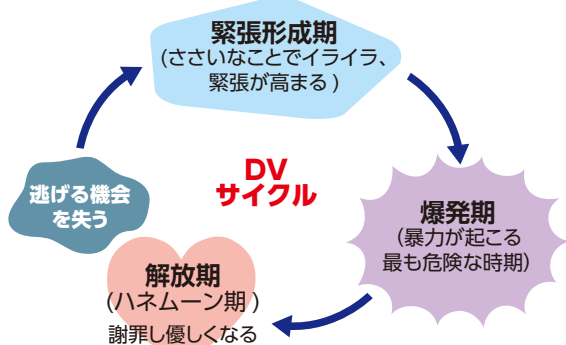 緊張形成期
(ささいなことでイライラ、
緊張が高まる)
DV
サイクル
爆発期
(暴力が起こる
最も危険な時期)
解放期
(ハネムーン期)
謝罪し優しくなる
逃げる機会
を失う